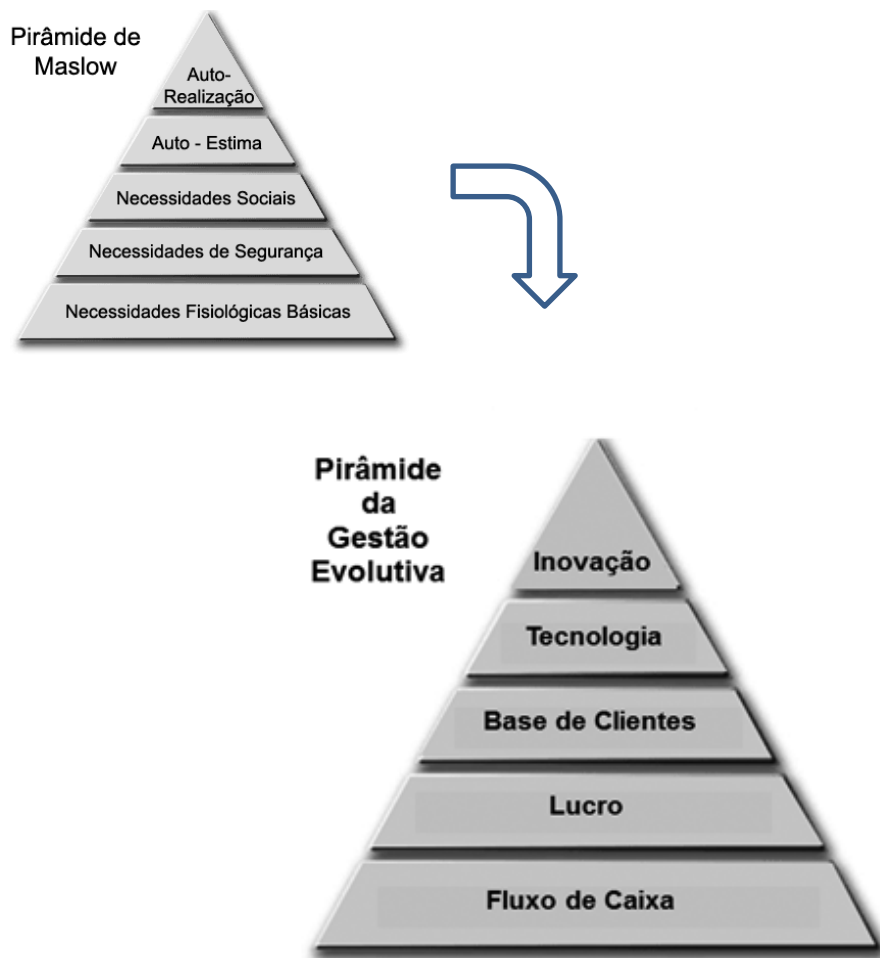 Pirâmide de
Maslow
Auto-
Realização
Auto - Estima
Necessidades Sociais
Necessidades de Segurança
Necessidades Fisiológicas Básicas
Pirâmide
da
Gestão
Evolutiva
Inovação
Tecnologia
Base de Clientes
Lucro
Fluxo de Caixa